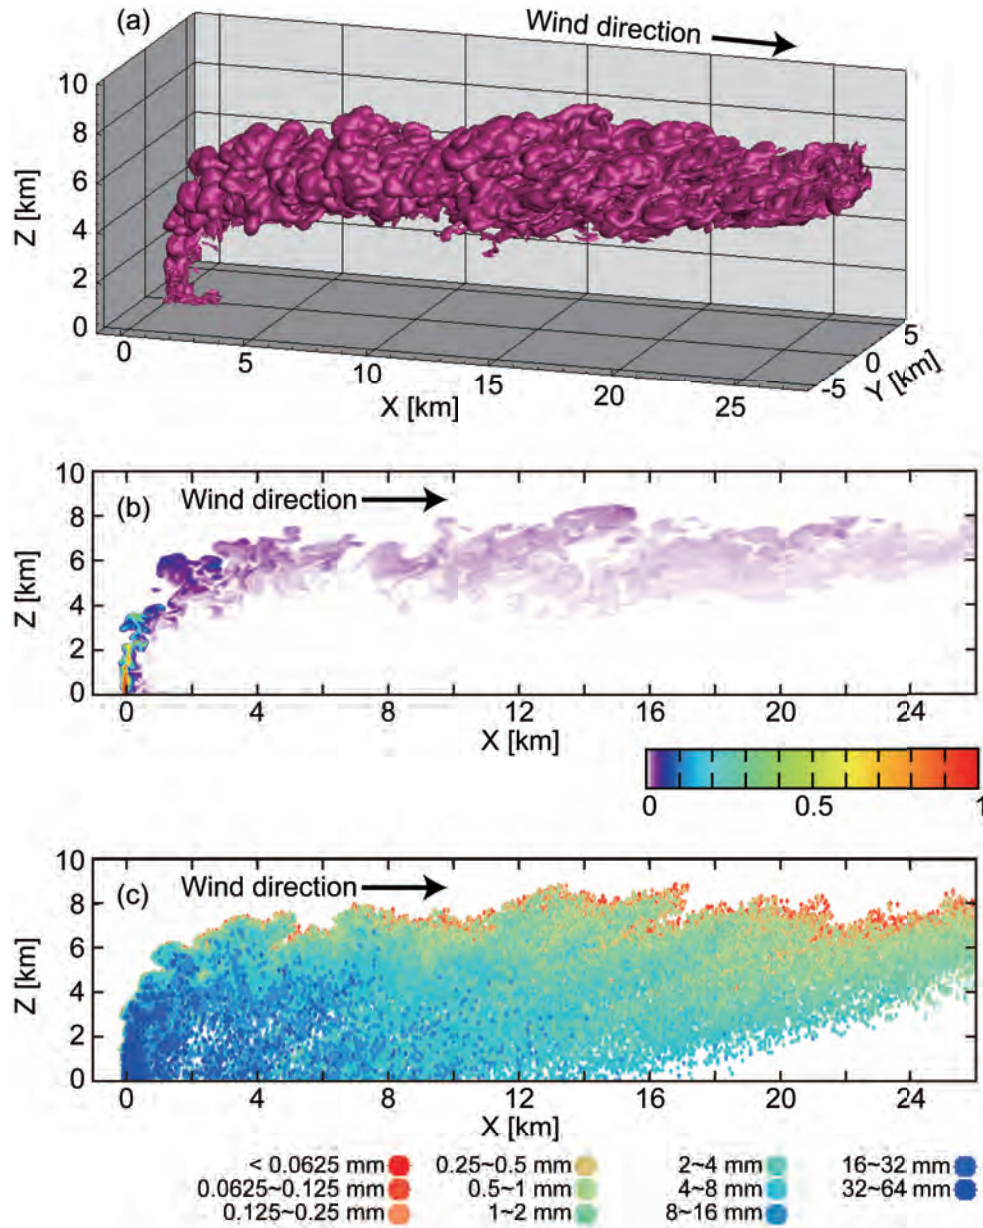 (a)
Wind direction
10
8
6
4
2
0
Z [km]
0
5
10
15
20
25
X [km]
-5
0
5
Y [km]
(b)
Wind direction
10
8
6
4
2
0
Z [km]
0 4 8 12 16 20 24
X [km]
0 0.5 1
(c)
Wind direction
10
8
6
4
2
0
Z [km]
0 4 8 12 16 20 24
X [km]
< 0.0625 mm 0.25~0.5 mm 2~4 mm 16~32 mm
0.0625~0.125 mm 0.5~1 mm 4~8 mm 32~64 mm
0.125~0.25 mm 1~2 mm 8~16 mm